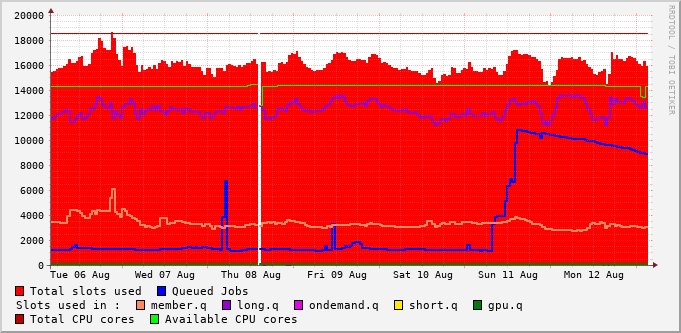 20000
18000
16000
14000
12000
10000
8000
6000
4000
2000
0
Tue 06 Aug Wed 07 Aug Thu 08 Aug Fri 09 Aug Sat 10 Aug Sun 11 Aug Mon 12 Aug
Total slots used Queued Jobs
Slots used in : member.q long.q ondemand.q short.q gpu.q
Total CPU cores Available CPU cores
RRDTOOL / TOBI OETIKER